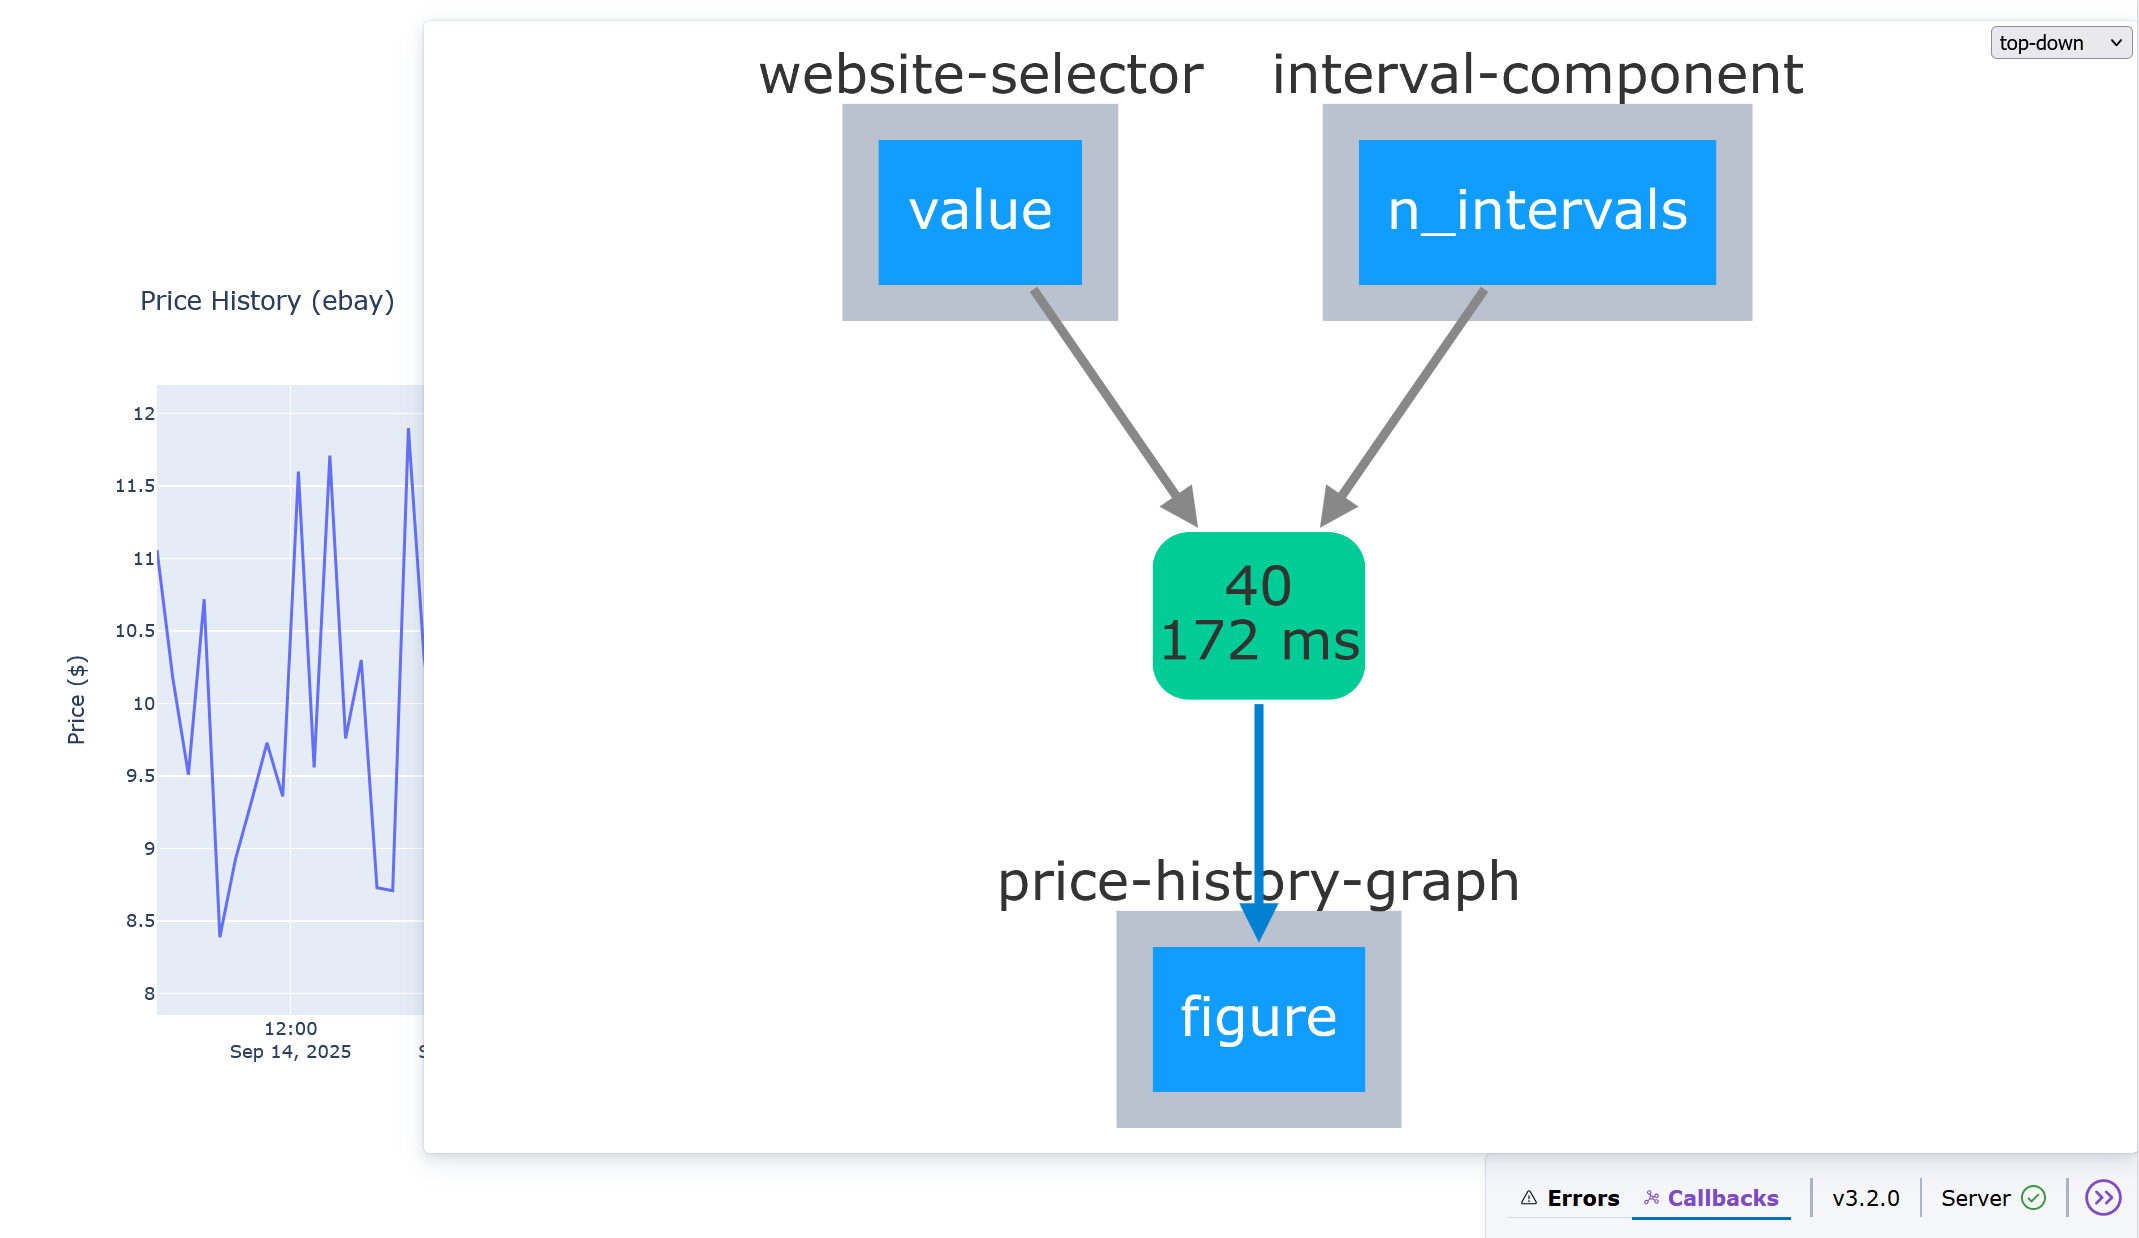 top-down
website-selector
interval-component
value
n_intervals
Price History (ebay)
12
11.5
11
10.5
10
9.5
9
8.5
8
Price ($)
12:00
Sep 14, 2025
40
172 ms
price-history-graph
figure
Errors
Callbacks
v3.2.0
Server